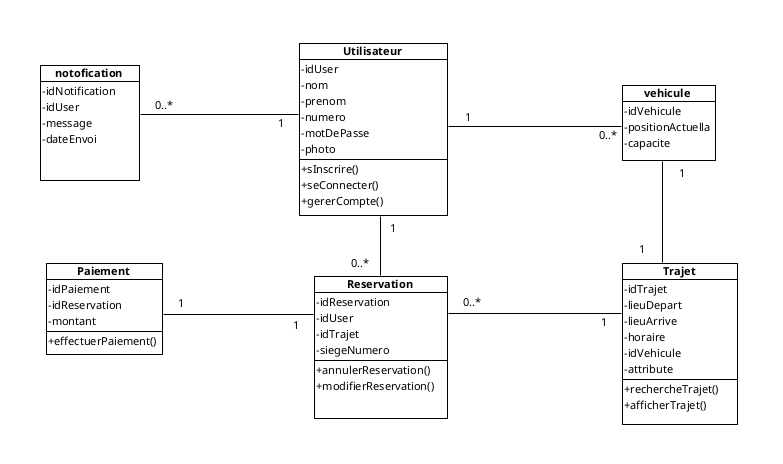 notofication
-idNotification
-idUser
-message
-dateEnvoi
0..*
1
Utilisateur
-idUser
-nom
-prenom
-numero
-motDePasse
-photo
+sInscrire()
+seConnecter()
+gererCompte()
1
0..*
vehicule
-idVehicule
-positionActuella
-capacite
1
1
1
0..*
Paiement
-idPaiement
-idReservation
-montant
+effectuerPaiement()
1
1
Reservation
-idReservation
-idUser
-idTrajet
-siegeNumero
+annulerReservation()
+modifierReservation()
0..*
1
Trajet
-idTrajet
-lieuDepart
-lieuArrive
-horaire
-idVehicule
-attribute
+rechercheTrajet()
+afficherTrajet()